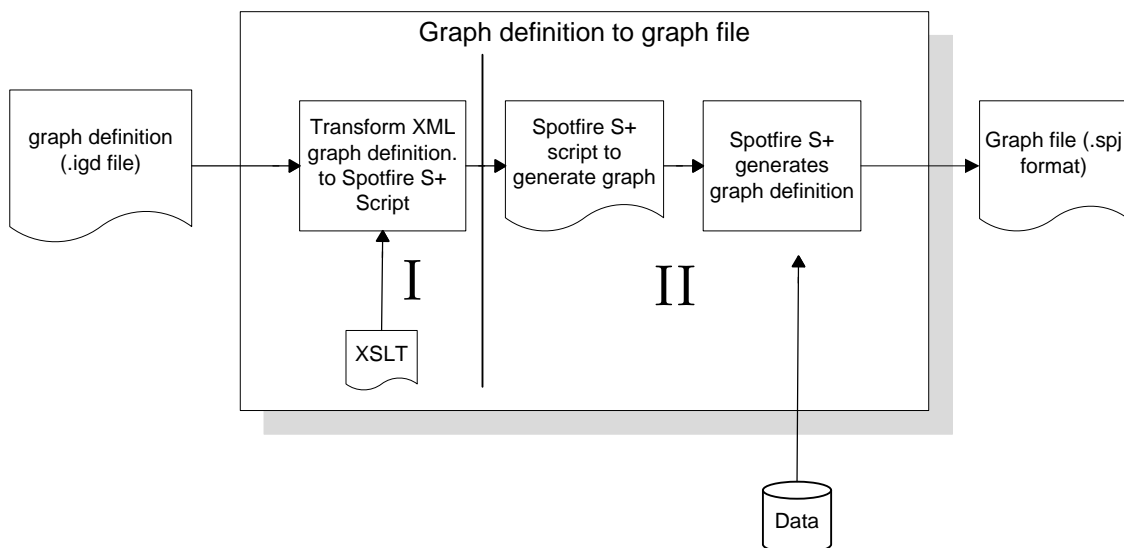 Graph definition to graph file
graph definition
(.igd file)
Transform XML
graph definition.
to Spotfire S+
Script
Spotfire S+
script to
generate graph
Spotfire S+
generates
graph definition
Graph file (.spj
format)
I
II
XSLT
Data